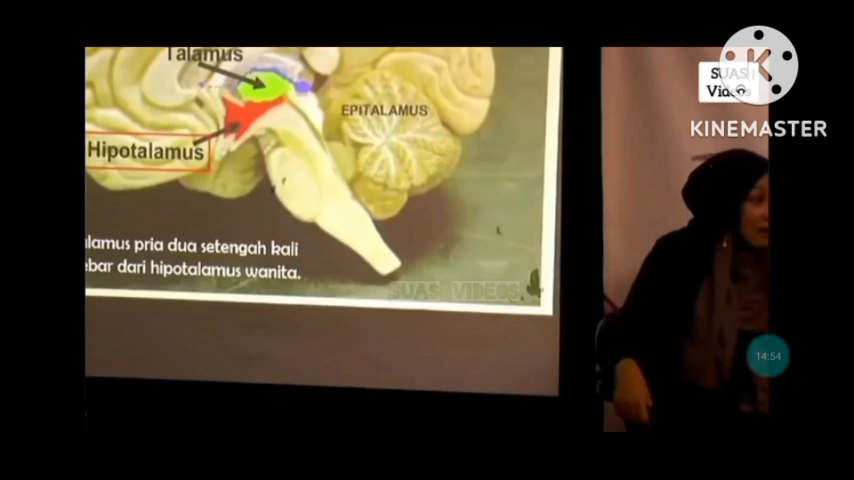 Talamus
EPITALAMUS
Hipotalamus
alamus pria dua setengah kali
ebar dari hipotalamus wanita.
SUAS VIDEOS
SUAS
Videos
KINEMASTER
14:54